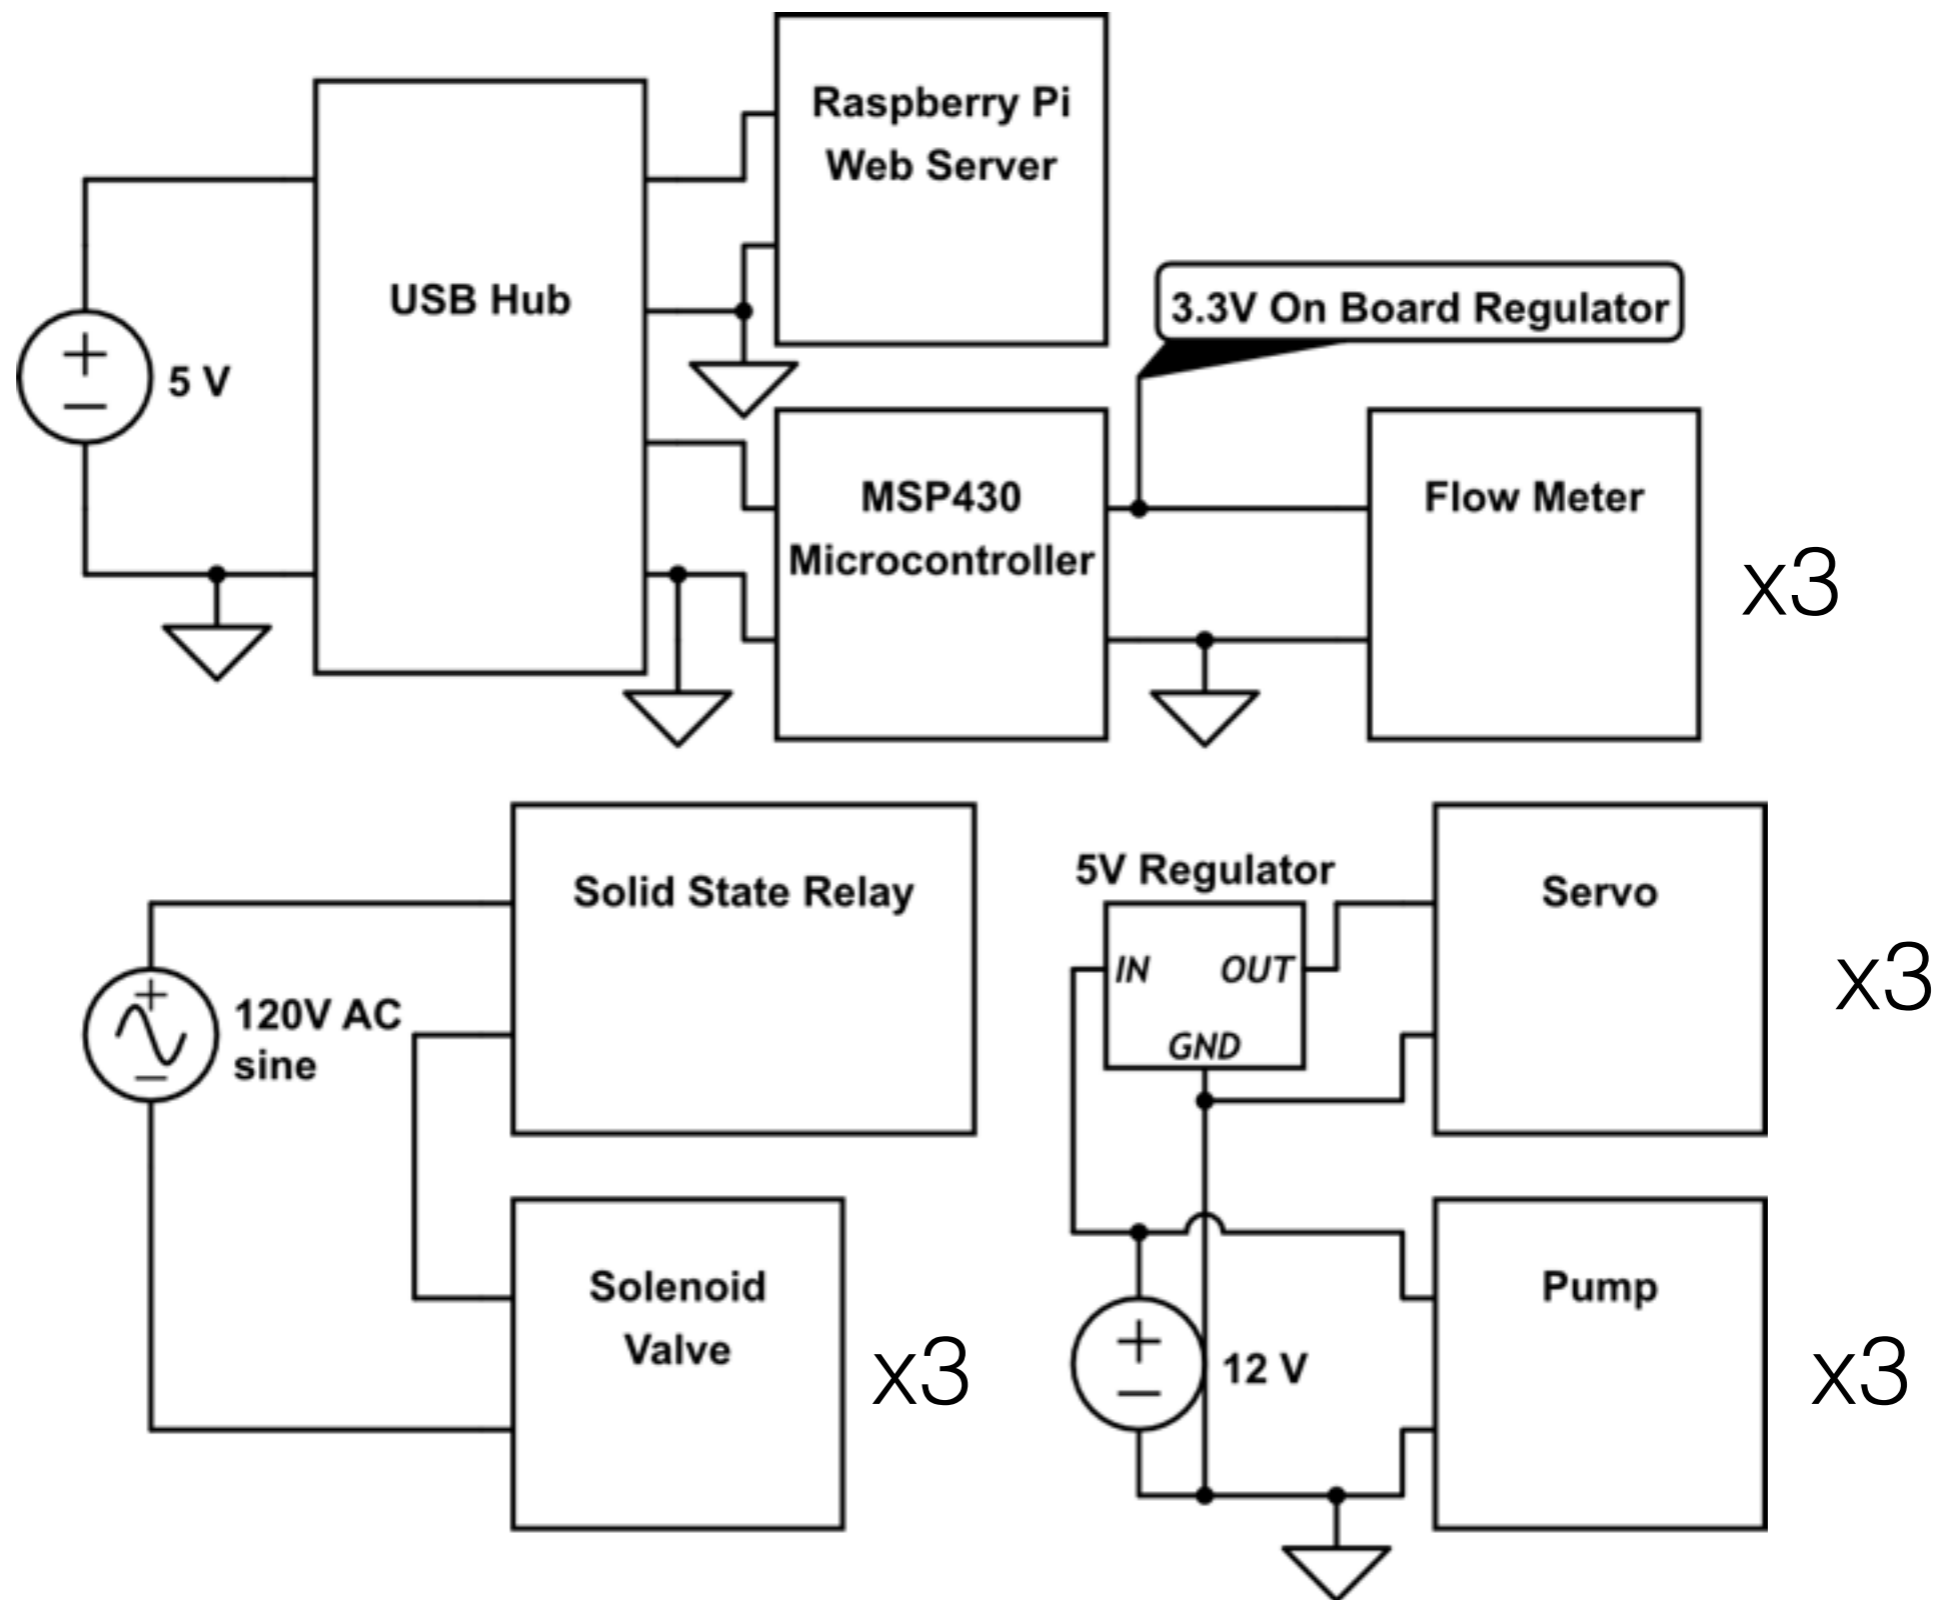 Raspberry Pi
Web Server
USB Hub
5 V
3.3V On Board Regulator
MSP430
Microcontroller
Flow Meter
x3
Solid State Relay
120V AC
sine
Solenoid
Valve
x3
5V Regulator
IN
OUT
GND
Servo
x3
12 V
Pump
x3